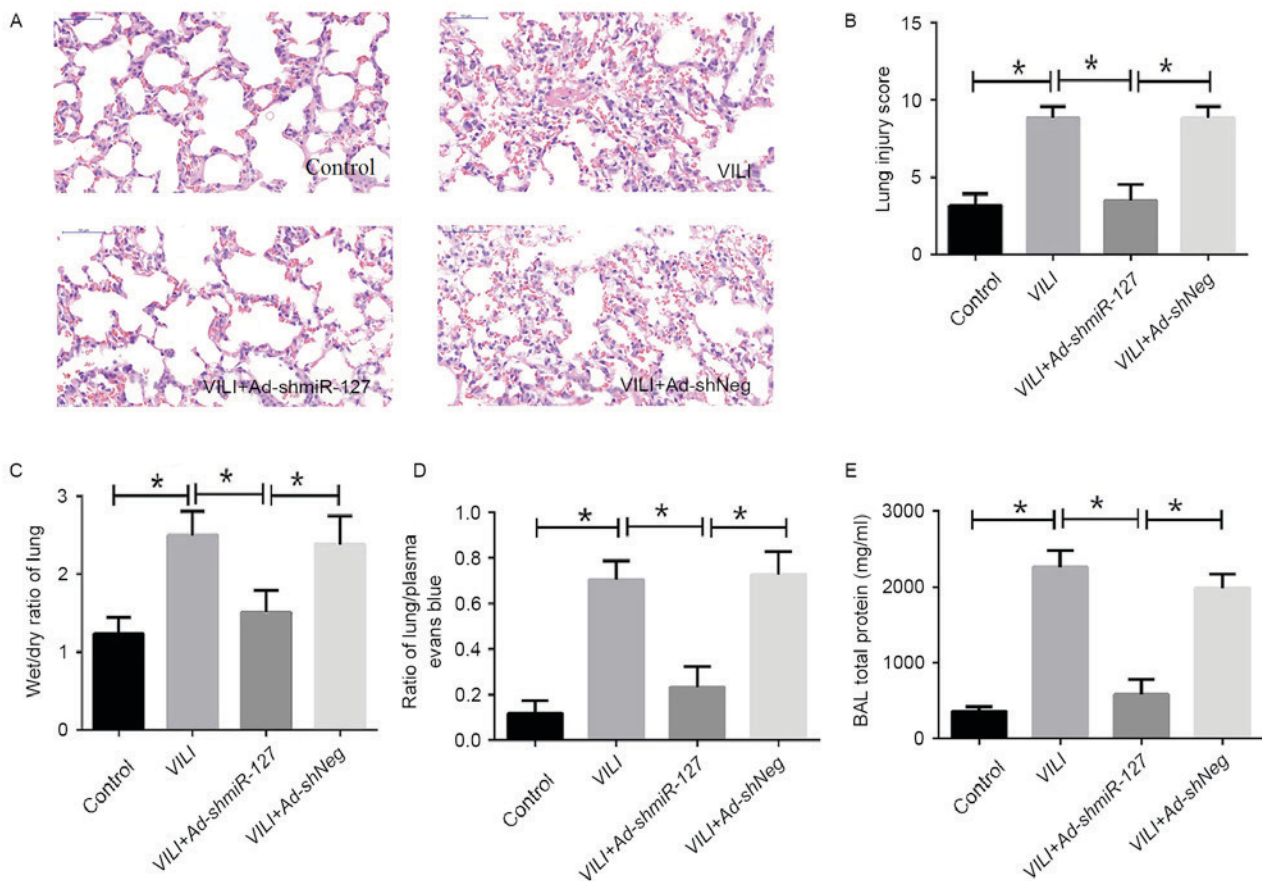 A
Control
VILI
VILI+Ad-shmiR-127
VILI+Ad-shNeg
B
Lung injury score
15
10
5
0
*
*
*
Control
VILI
VILI+Ad-shmiR-127
VILI+Ad-shNeg
C
Wet/dry ratio of lung
3
2
1
0
*
*
*
Control
VILI
VILI+Ad-shmiR-127
VILI+Ad-shNeg
D
Ratio of lung/plasma
evans blue
1.0
0.8
0.6
0.4
0.2
0.0
*
*
*
Control
VILI
VILI+Ad-shmiR-127
VILI+Ad-shNeg
E
BAL total protein (mg/ml)
3000
2000
1000
0
*
*
*
Control
VILI
VILI+Ad-shmiR-127
VILI+Ad-shNeg